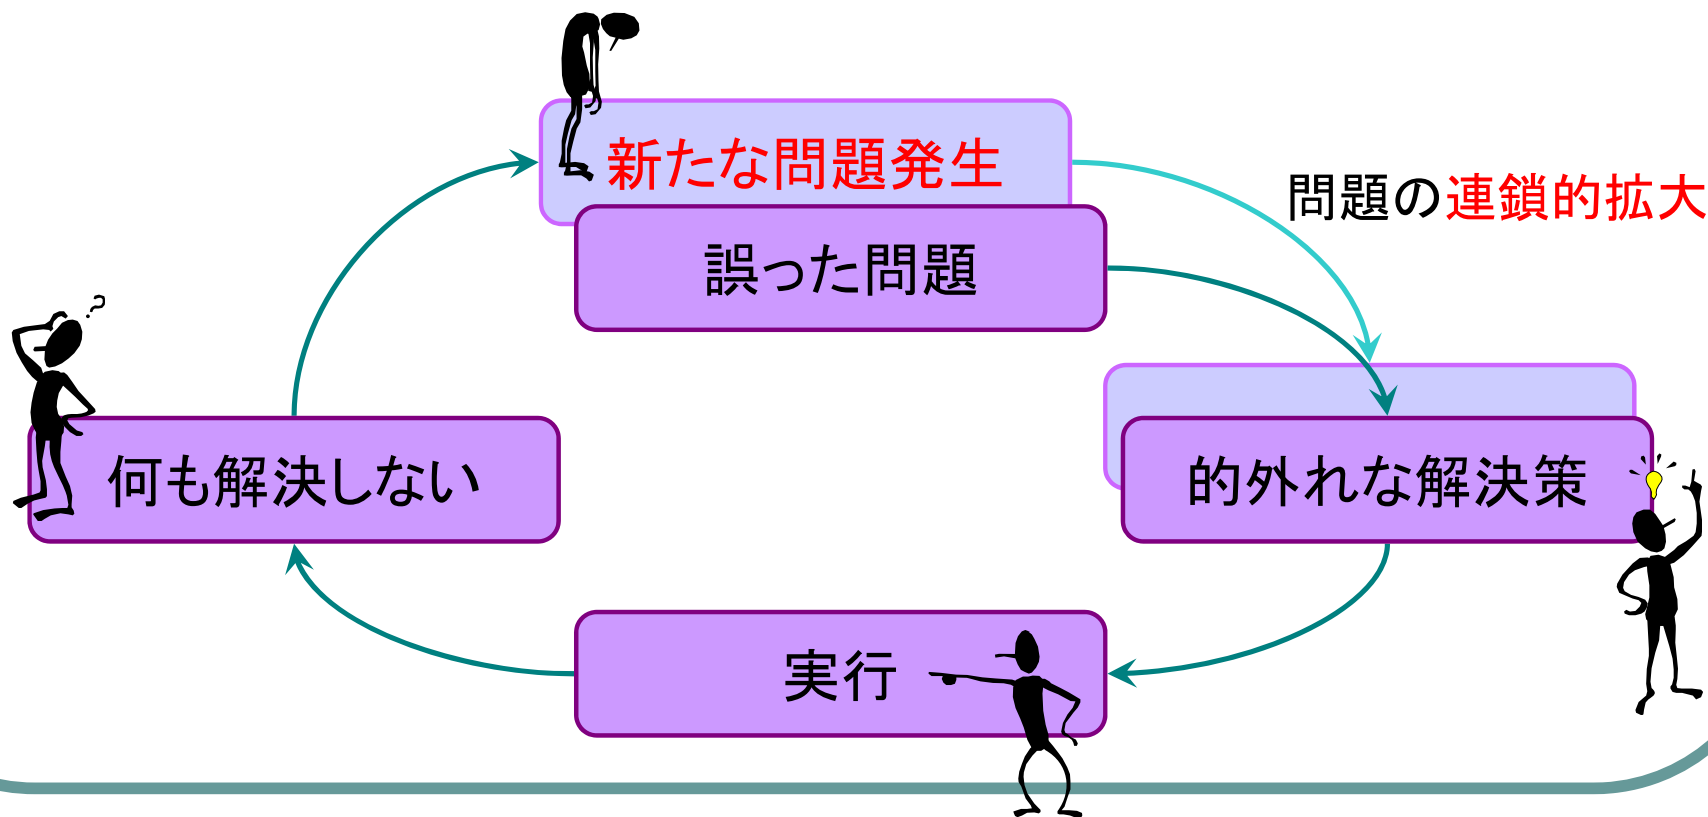 新たな問題発生
問題の連鎖的拡大
誤った問題
何も解決しない
的外れな解決策
実行
?